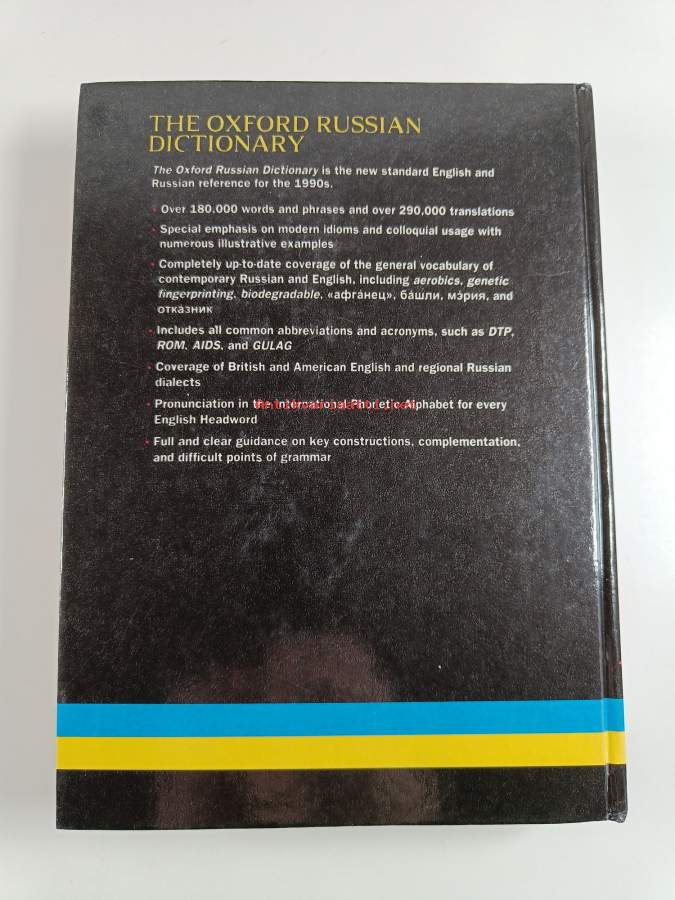 THE OXFORD RUSSIAN
DICTIONARY
The Oxford Russian Dictionary is the new standard English and
Russian reference for the 1990s.
• Over 180,000 words and phrases and over 290,000 translations
• Special emphasis on modern idioms and colloquial usage with
numerous illustrative examples
• Completely up-to-date coverage of the general vocabulary of
contemporary Russian and English, including aerobics, genetic
fingerprinting, biodegradable, «афга́нец», ба́шли, мэ́рия, and
отка́зник
• Includes all common abbreviations and acronyms, such as DTP,
ROM, AIDS, and GULAG
• Coverage of British and American English and regional Russian
dialects
• Pronunciation in the International Phonetic Alphabet for every
English Headword
• Full and clear guidance on key constructions, complementation,
and difficult points of grammar